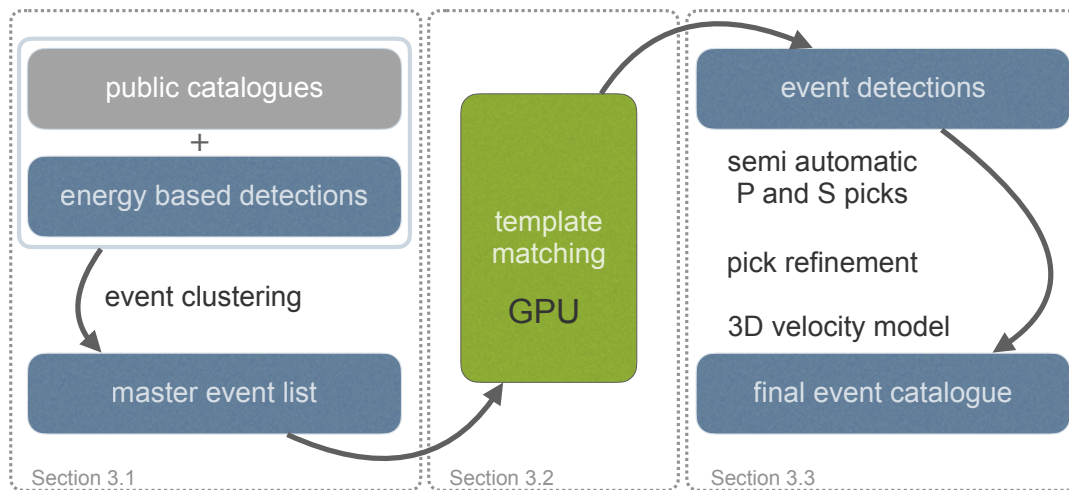 public catalogues
+
energy based detections
event clustering
master event list
Section 3.1
template
matching
GPU
Section 3.2
event detections
semi automatic
P and S picks
pick refinement
3D velocity model
final event catalogue
Section 3.3